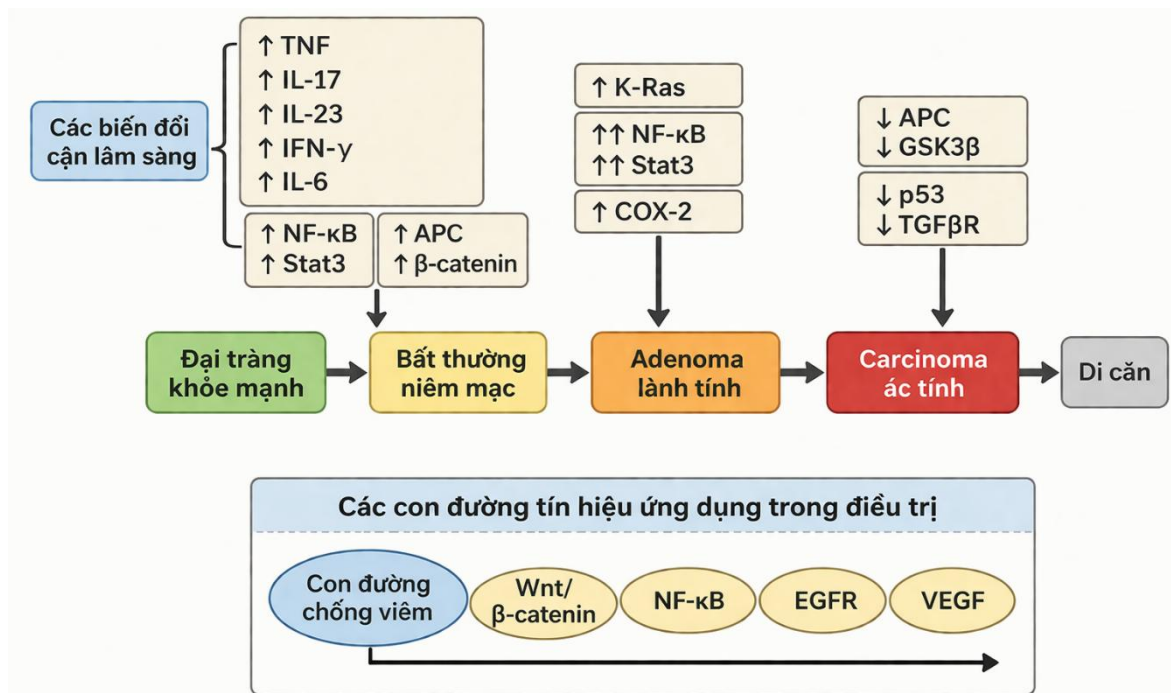 Các biến đổi
cận lâm sàng
↑ TNF
↑ IL-17
↑ IL-23
↑ IFN-γ
↑ IL-6
↑ NF-κB
↑ Stat3
↑ APC
↑ β-catenin
↑ K-Ras
↑↑ NF-κB
↑↑ Stat3
↑ COX-2
↓ APC
↓ GSK3β
↓ p53
↓ TGFβR
Đại tràng
khỏe mạnh
Bất thường
niêm mạc
Adenoma
lành tính
Carcinoma
ác tính
Di căn
Các con đường tín hiệu ứng dụng trong điều trị
Con đường
chống viêm
Wnt/
β-catenin
NF-κB
EGFR
VEGF